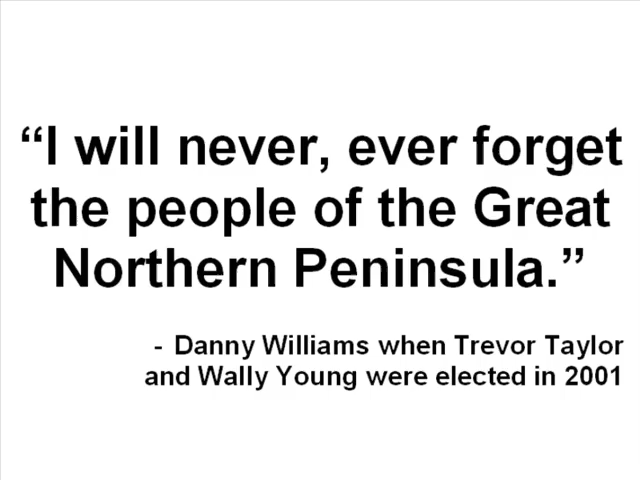 “I will never, ever forget
the people of the Great
Northern Peninsula.”
- Danny Williams when Trevor Taylor
and Wally Young were elected in 2001